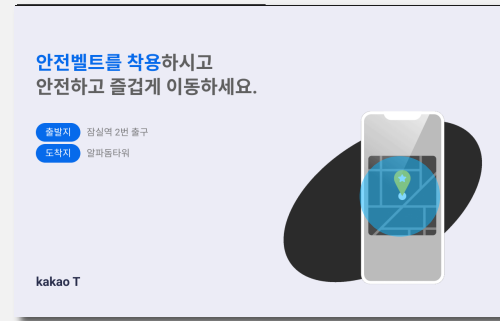 안전벨트를 착용하시고
안전하고 즐겁게 이동하세요.
출발지 잠실역 2번 출구
도착지 알파돔타워
kakao T